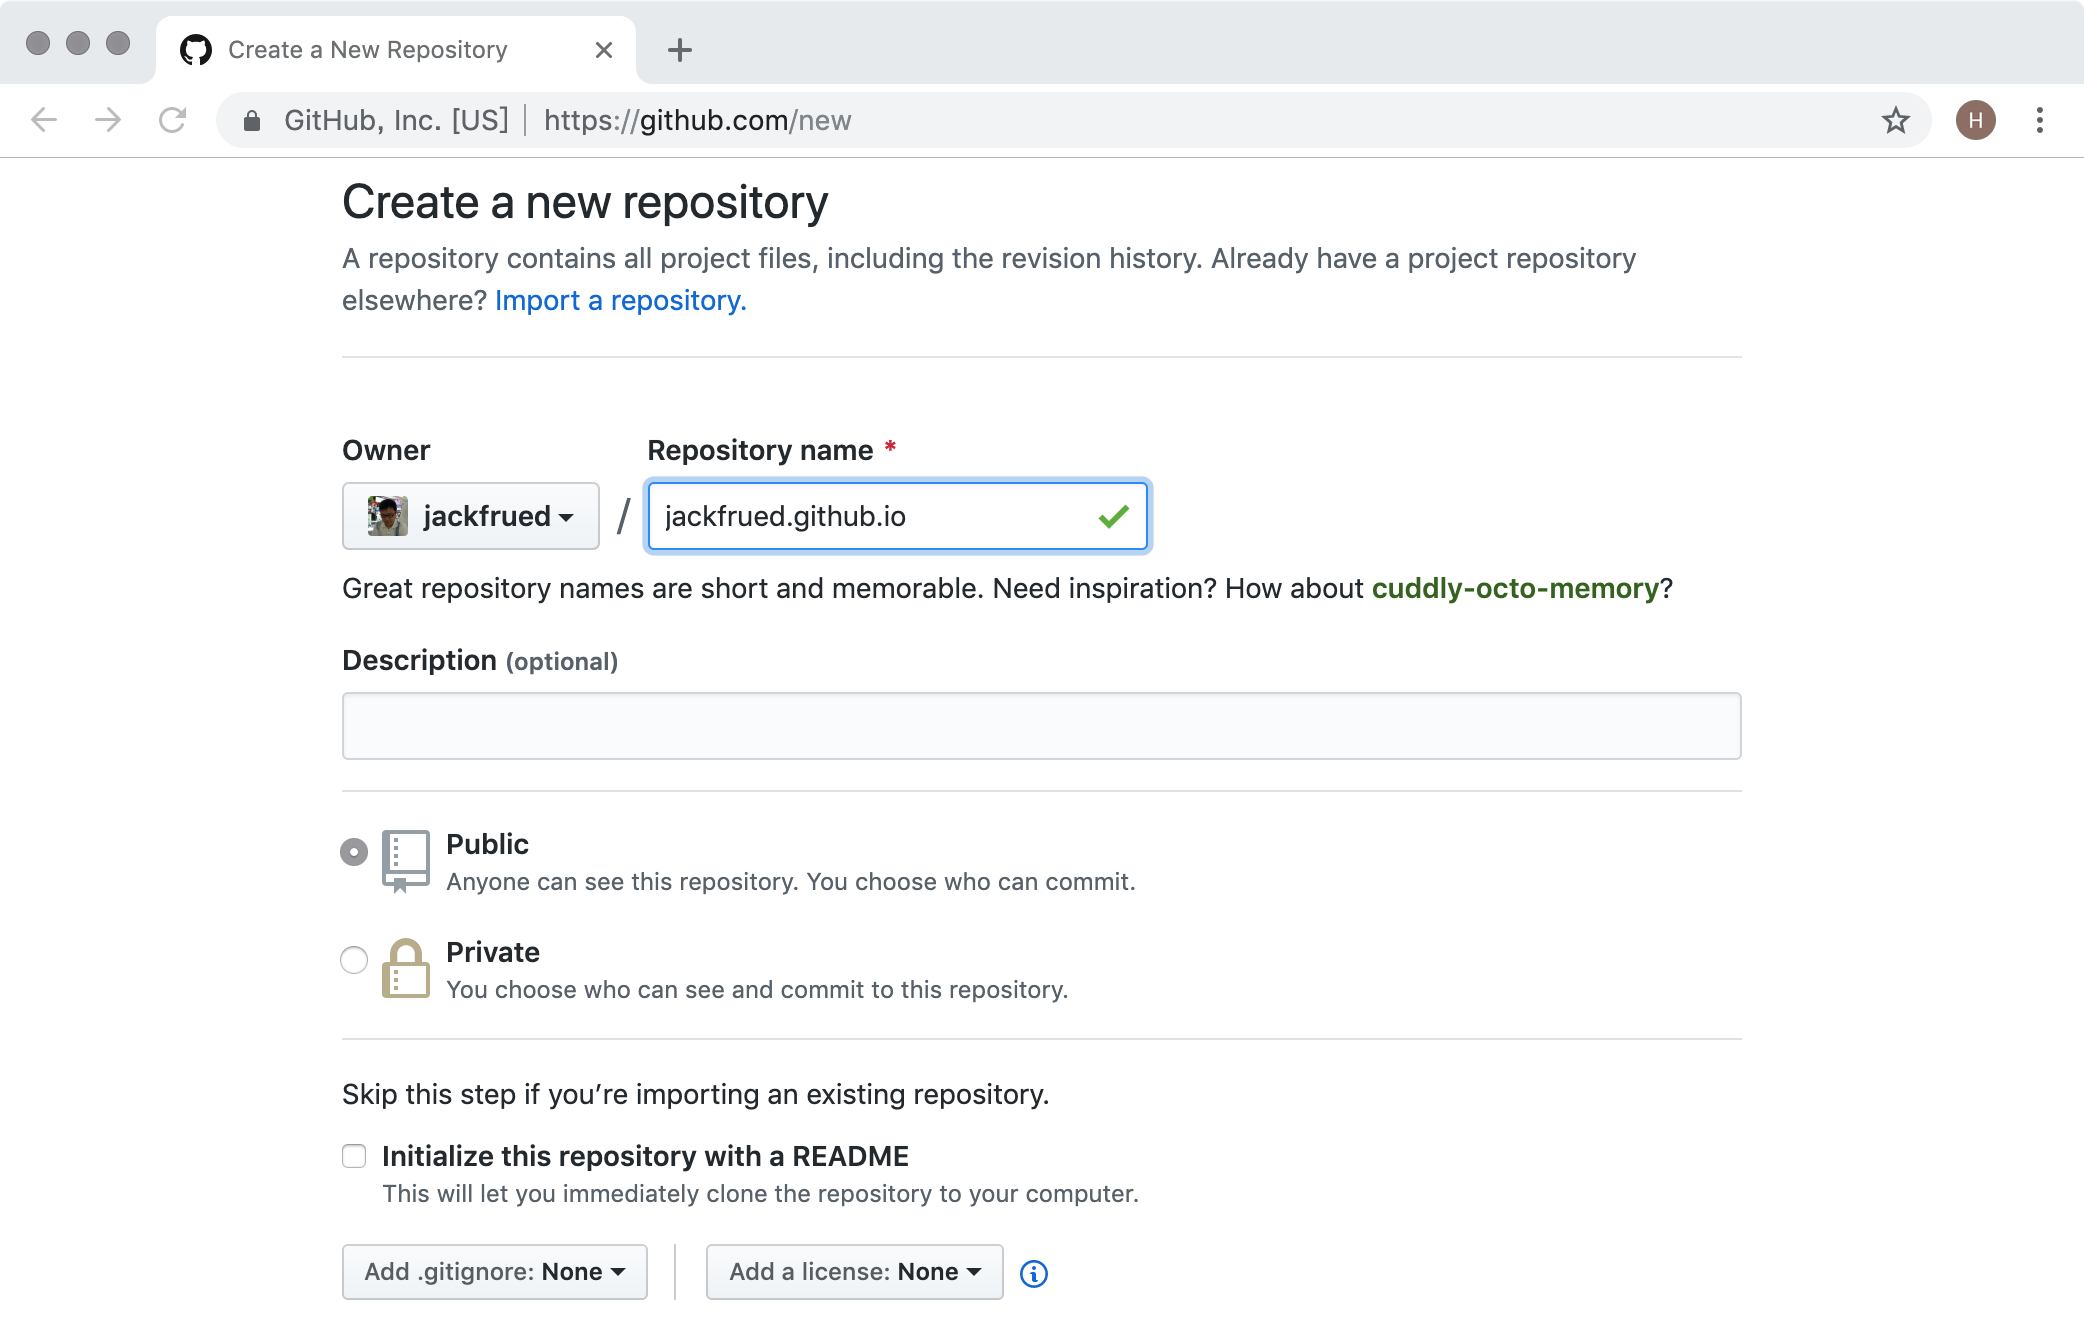 Create a New Repository
GitHub, Inc. [US] | https://github.com/new
H
Create a new repository
A repository contains all project files, including the revision history. Already have a project repository
elsewhere? Import a repository.
Owner Repository name *
jackfrued / jackfrued.github.io
Great repository names are short and memorable. Need inspiration? How about cuddly-octo-memory?
Description (optional)
Public
Anyone can see this repository. You choose who can commit.
Private
You choose who can see and commit to this repository.
Skip this step if you’re importing an existing repository.
Initialize this repository with a README
This will let you immediately clone the repository to your computer.
Add .gitignore: None Add a license: None